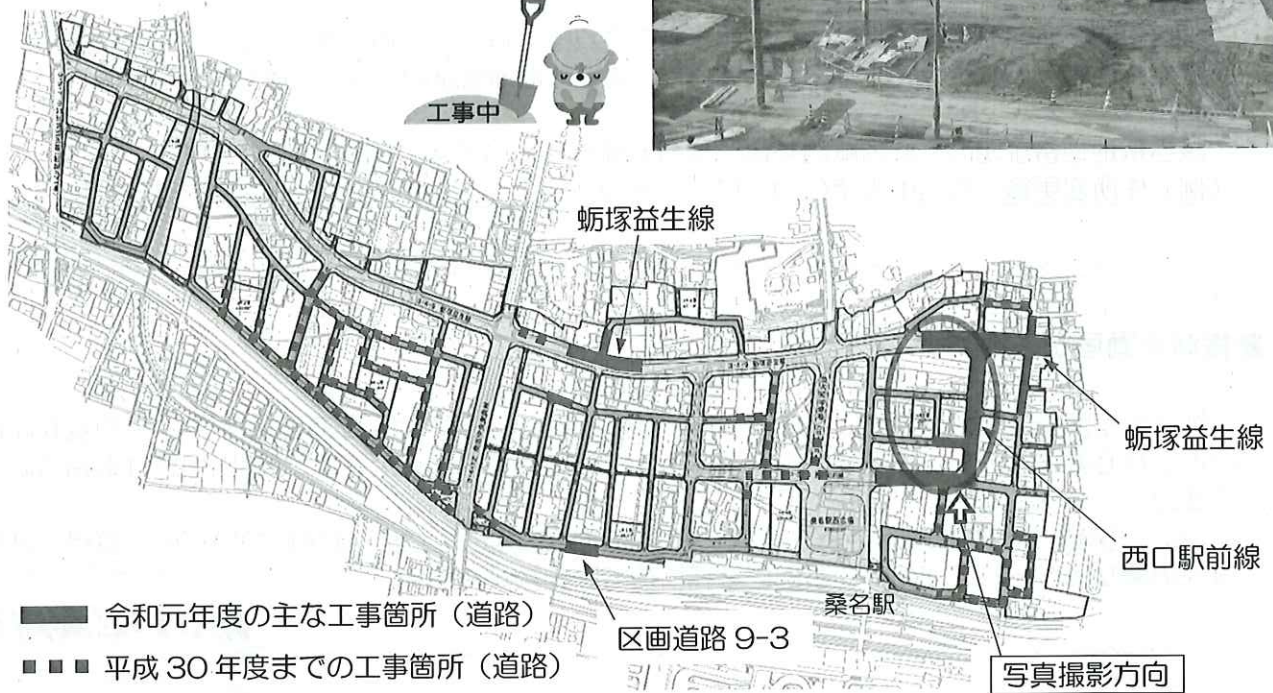 工事中
蛎塚益生線
蛎塚益生線
西口駅前線
桑名駅
区画道路 9-3
写真撮影方向
令和元年度の主な工事箇所（道路）
平成 30 年度までの工事箇所（道路）